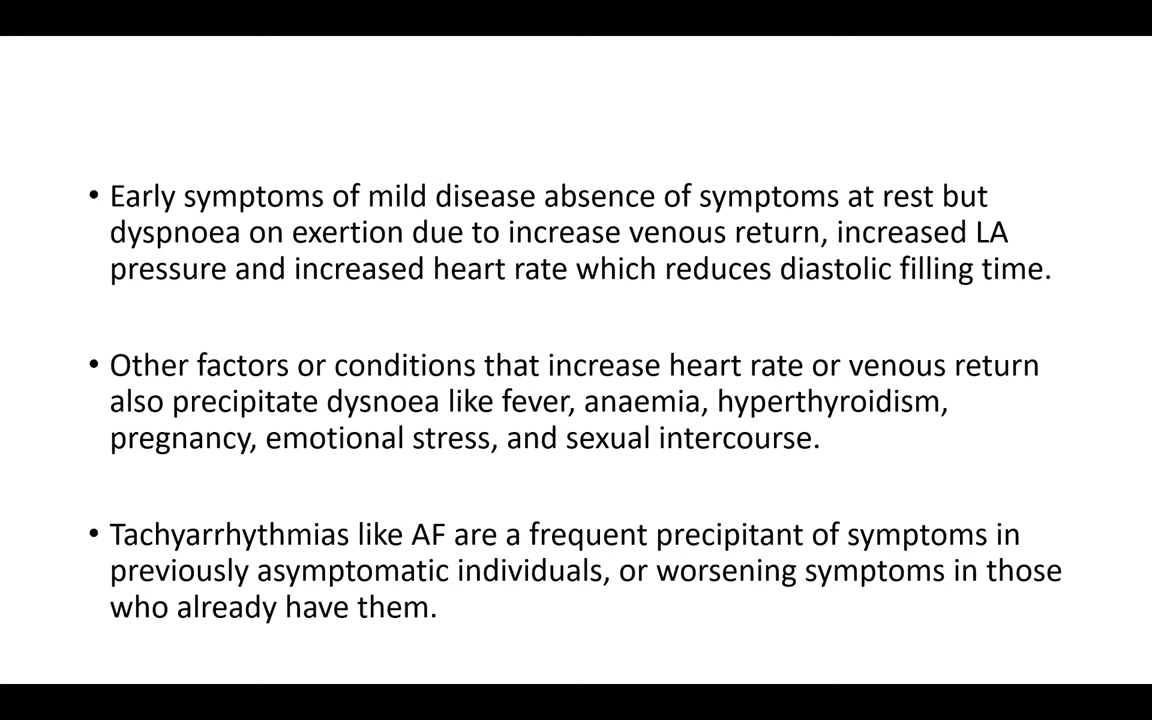 • Early symptoms of mild disease absence of symptoms at rest but
dyspnoea on exertion due to increase venous return, increased LA
pressure and increased heart rate which reduces diastolic filling time.
• Other factors or conditions that increase heart rate or venous return
also precipitate dysnoea like fever, anaemia, hyperthyroidism,
pregnancy, emotional stress, and sexual intercourse.
• Tachyarrhythmias like AF are a frequent precipitant of symptoms in
previously asymptomatic individuals, or worsening symptoms in those
who already have them.